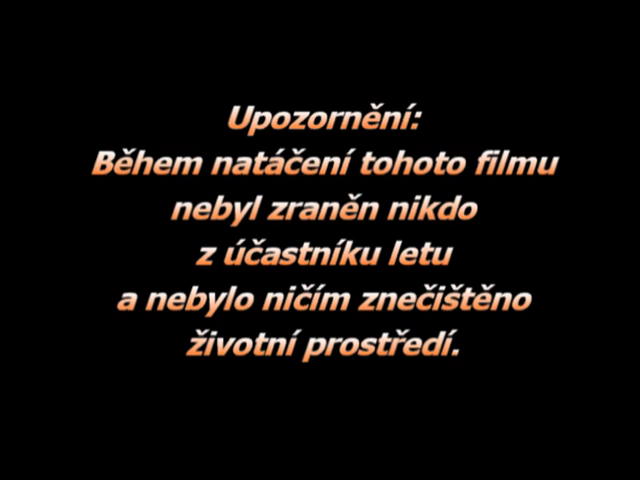 Upozornění:
Během natáčení tohoto filmu
nebyl zraněn nikdo
z účastníku letu
a nebylo ničím znečištěno
životní prostředí.